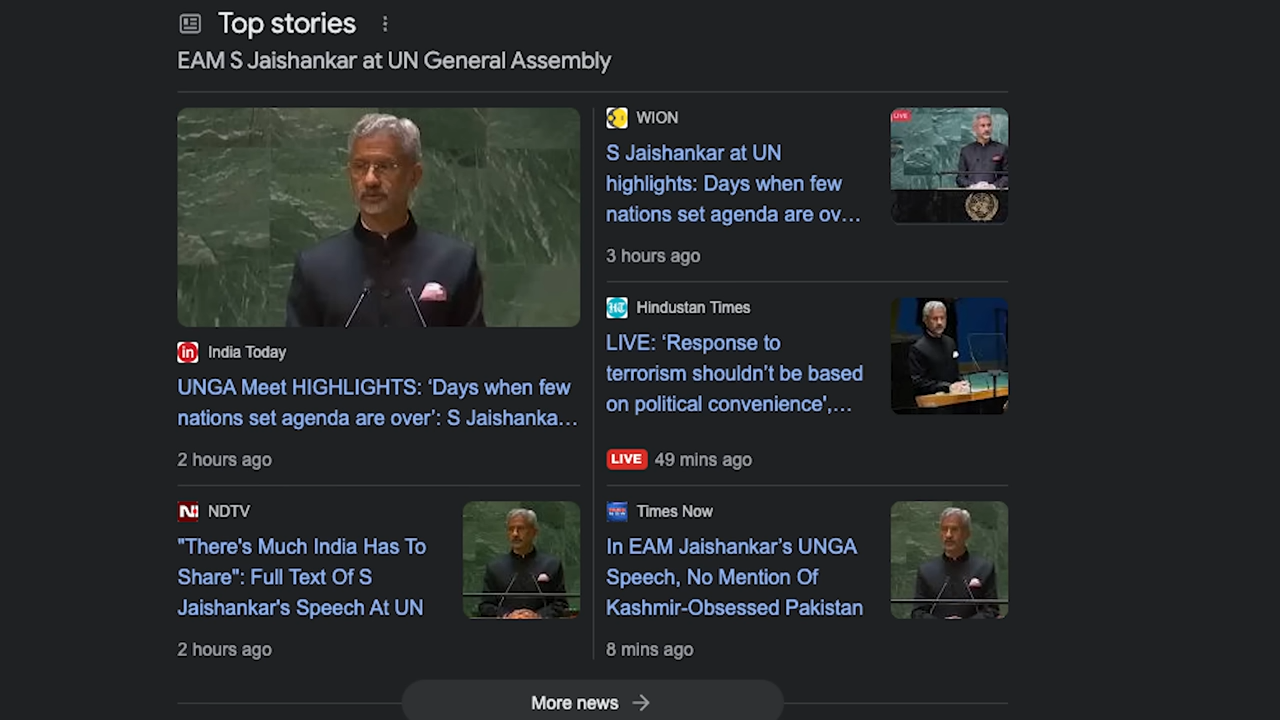 Top stories
EAM S Jaishankar at UN General Assembly
in India Today
UNGA Meet HIGHLIGHTS: ‘Days when few
nations set agenda are over’: S Jaishanka...
2 hours ago
NDTV
"There's Much India Has To
Share": Full Text Of S
Jaishankar's Speech At UN
2 hours ago
WION
S Jaishankar at UN
highlights: Days when few
nations set agenda are ov...
3 hours ago
LIVE
HT Hindustan Times
LIVE: ‘Response to
terrorism shouldn’t be based
on political convenience',...
LIVE 49 mins ago
TIMES NOW Times Now
In EAM Jaishankar’s UNGA
Speech, No Mention Of
Kashmir-Obsessed Pakistan
8 mins ago
More news